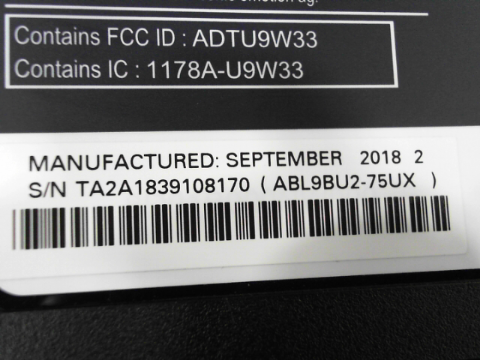 Contains FCC ID : ADTU9W33
Contains IC : 1178A-U9W33
MANUFACTURED: SEPTEMBER 2018 2
S/N TA2A1839108170 ( ABL9BU2-75UX )